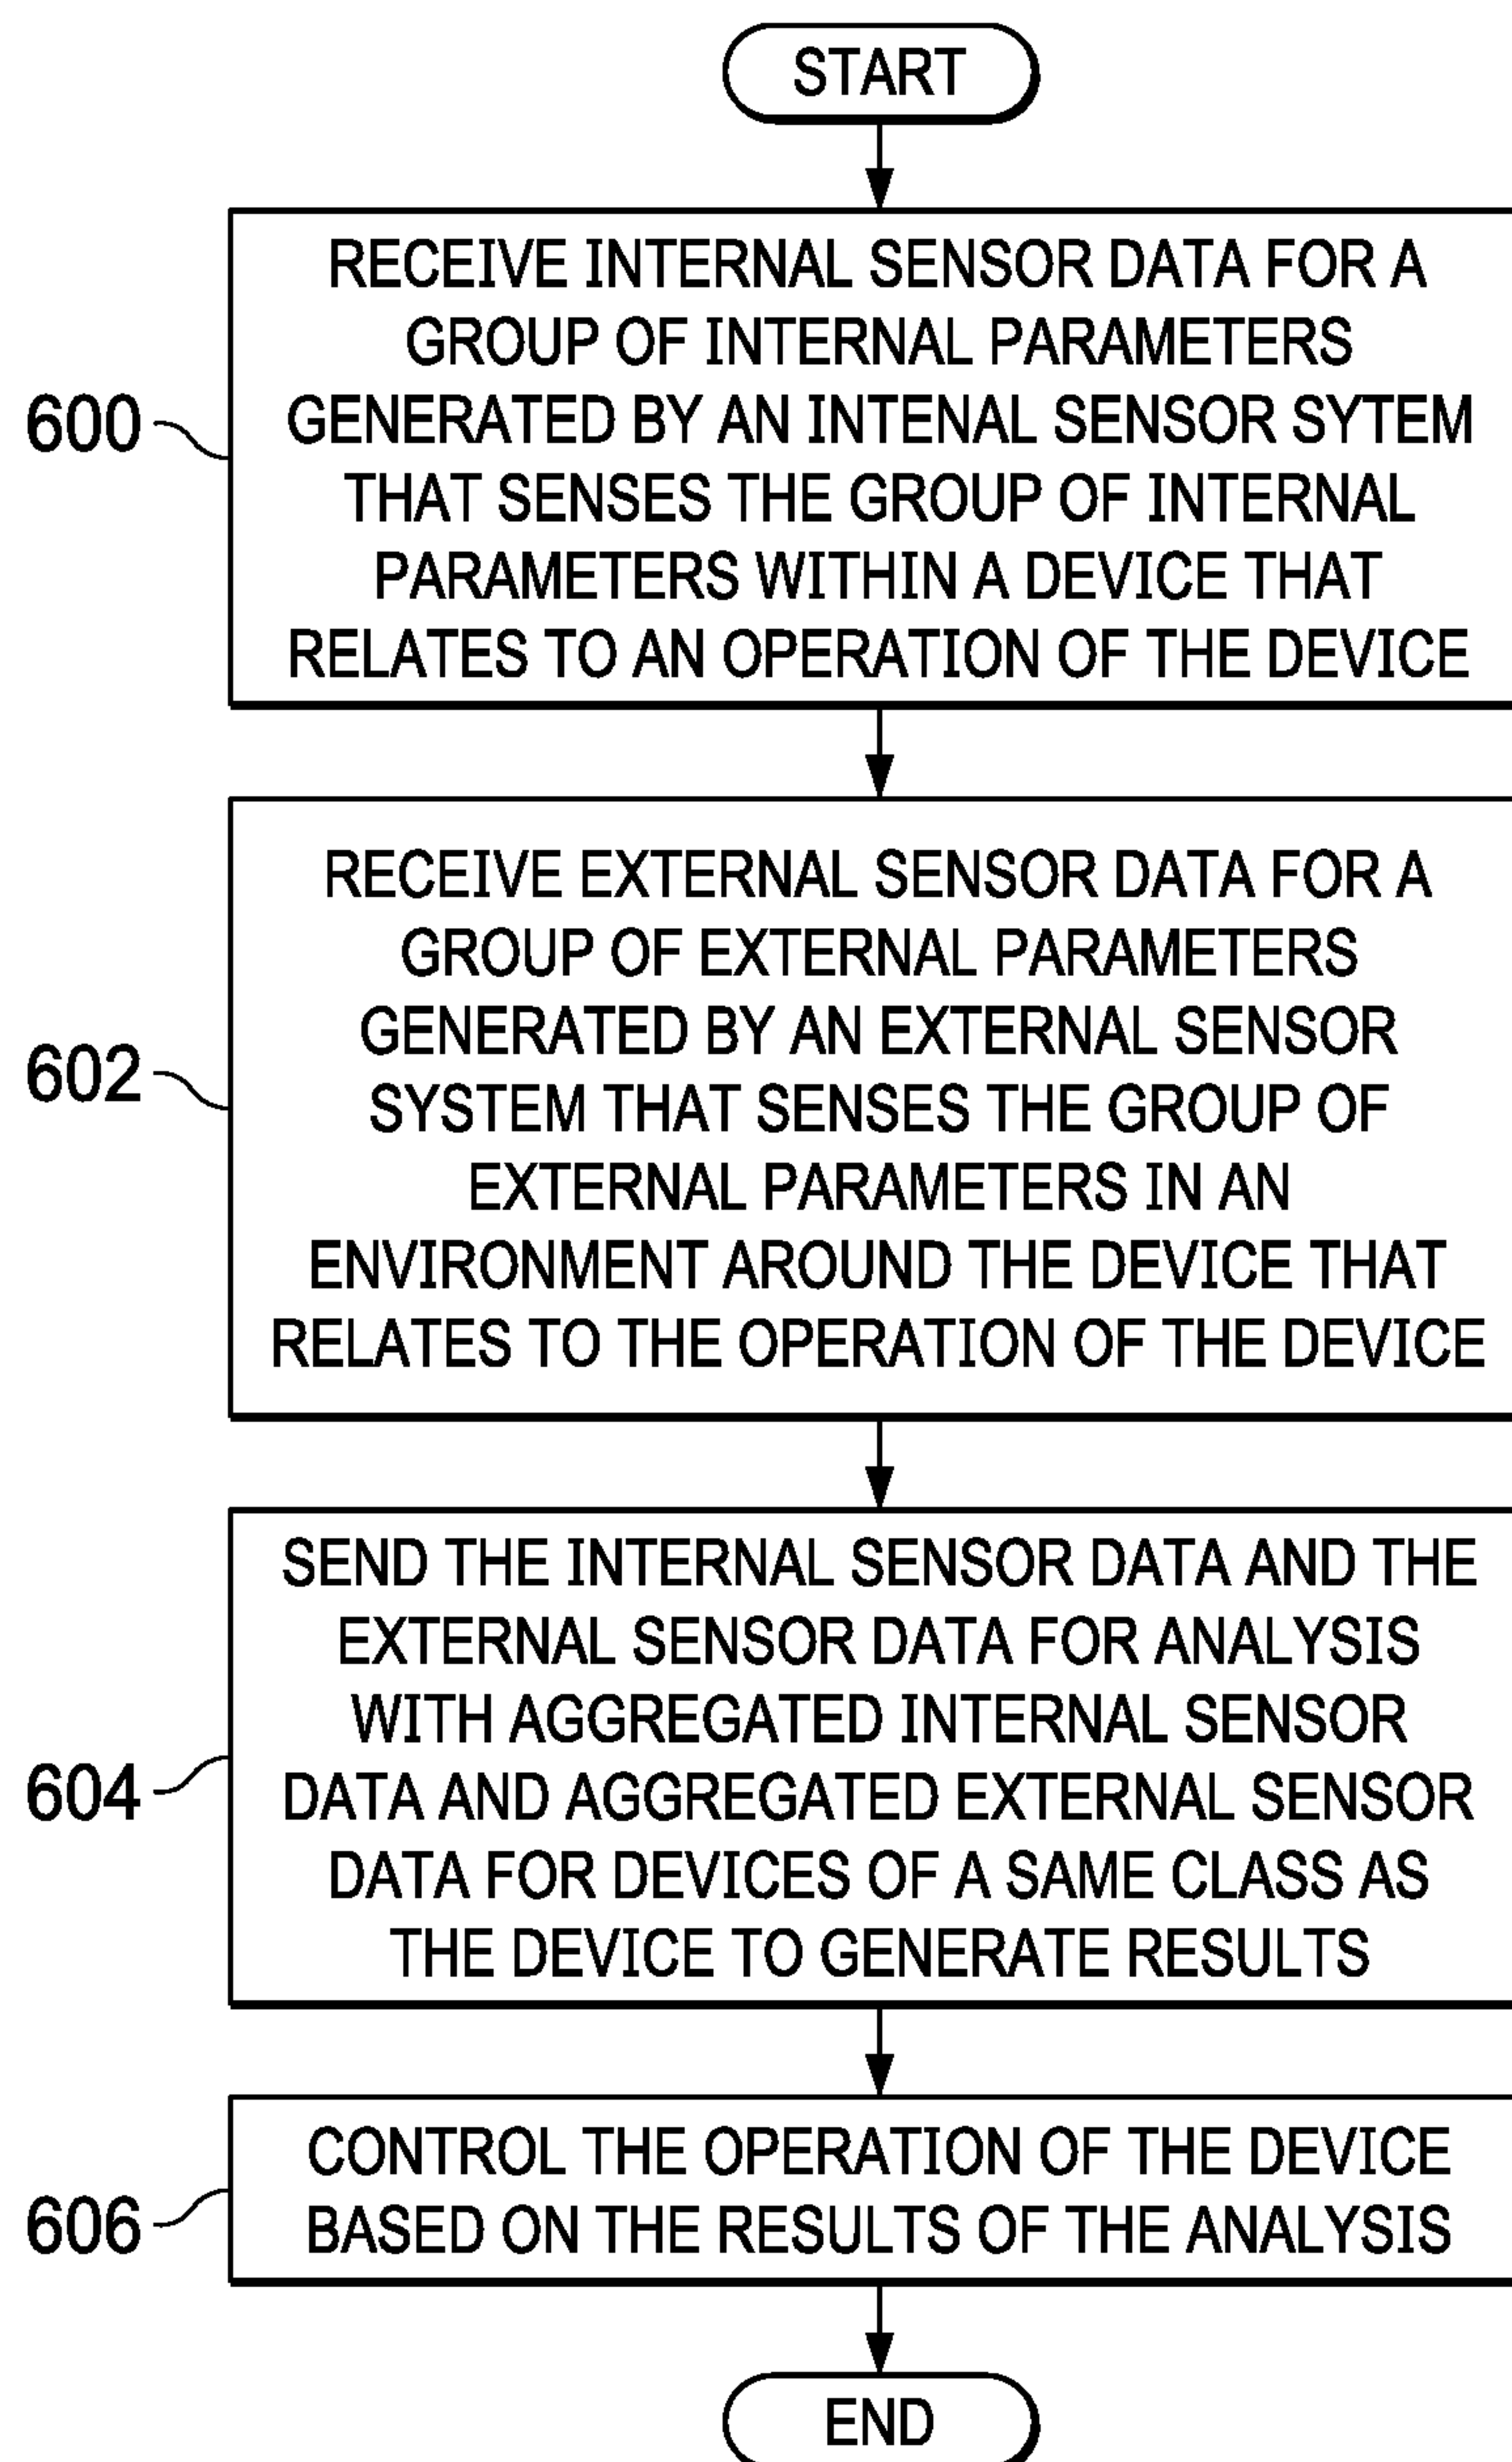 START
RECEIVE INTERNAL SENSOR DATA FOR A
GROUP OF INTERNAL PARAMETERS
GENERATED BY AN INTENAL SENSOR SYTEM
THAT SENSES THE GROUP OF INTERNAL
PARAMETERS WITHIN A DEVICE THAT
RELATES TO AN OPERATION OF THE DEVICE
600
RECEIVE EXTERNAL SENSOR DATA FOR A
GROUP OF EXTERNAL PARAMETERS
GENERATED BY AN EXTERNAL SENSOR
SYSTEM THAT SENSES THE GROUP OF
EXTERNAL PARAMETERS IN AN
ENVIRONMENT AROUND THE DEVICE THAT
RELATES TO THE OPERATION OF THE DEVICE
602
SEND THE INTERNAL SENSOR DATA AND THE
EXTERNAL SENSOR DATA FOR ANALYSIS
WITH AGGREGATED INTERNAL SENSOR
DATA AND AGGREGATED EXTERNAL SENSOR
DATA FOR DEVICES OF A SAME CLASS AS
THE DEVICE TO GENERATE RESULTS
604
CONTROL THE OPERATION OF THE DEVICE
BASED ON THE RESULTS OF THE ANALYSIS
606
END